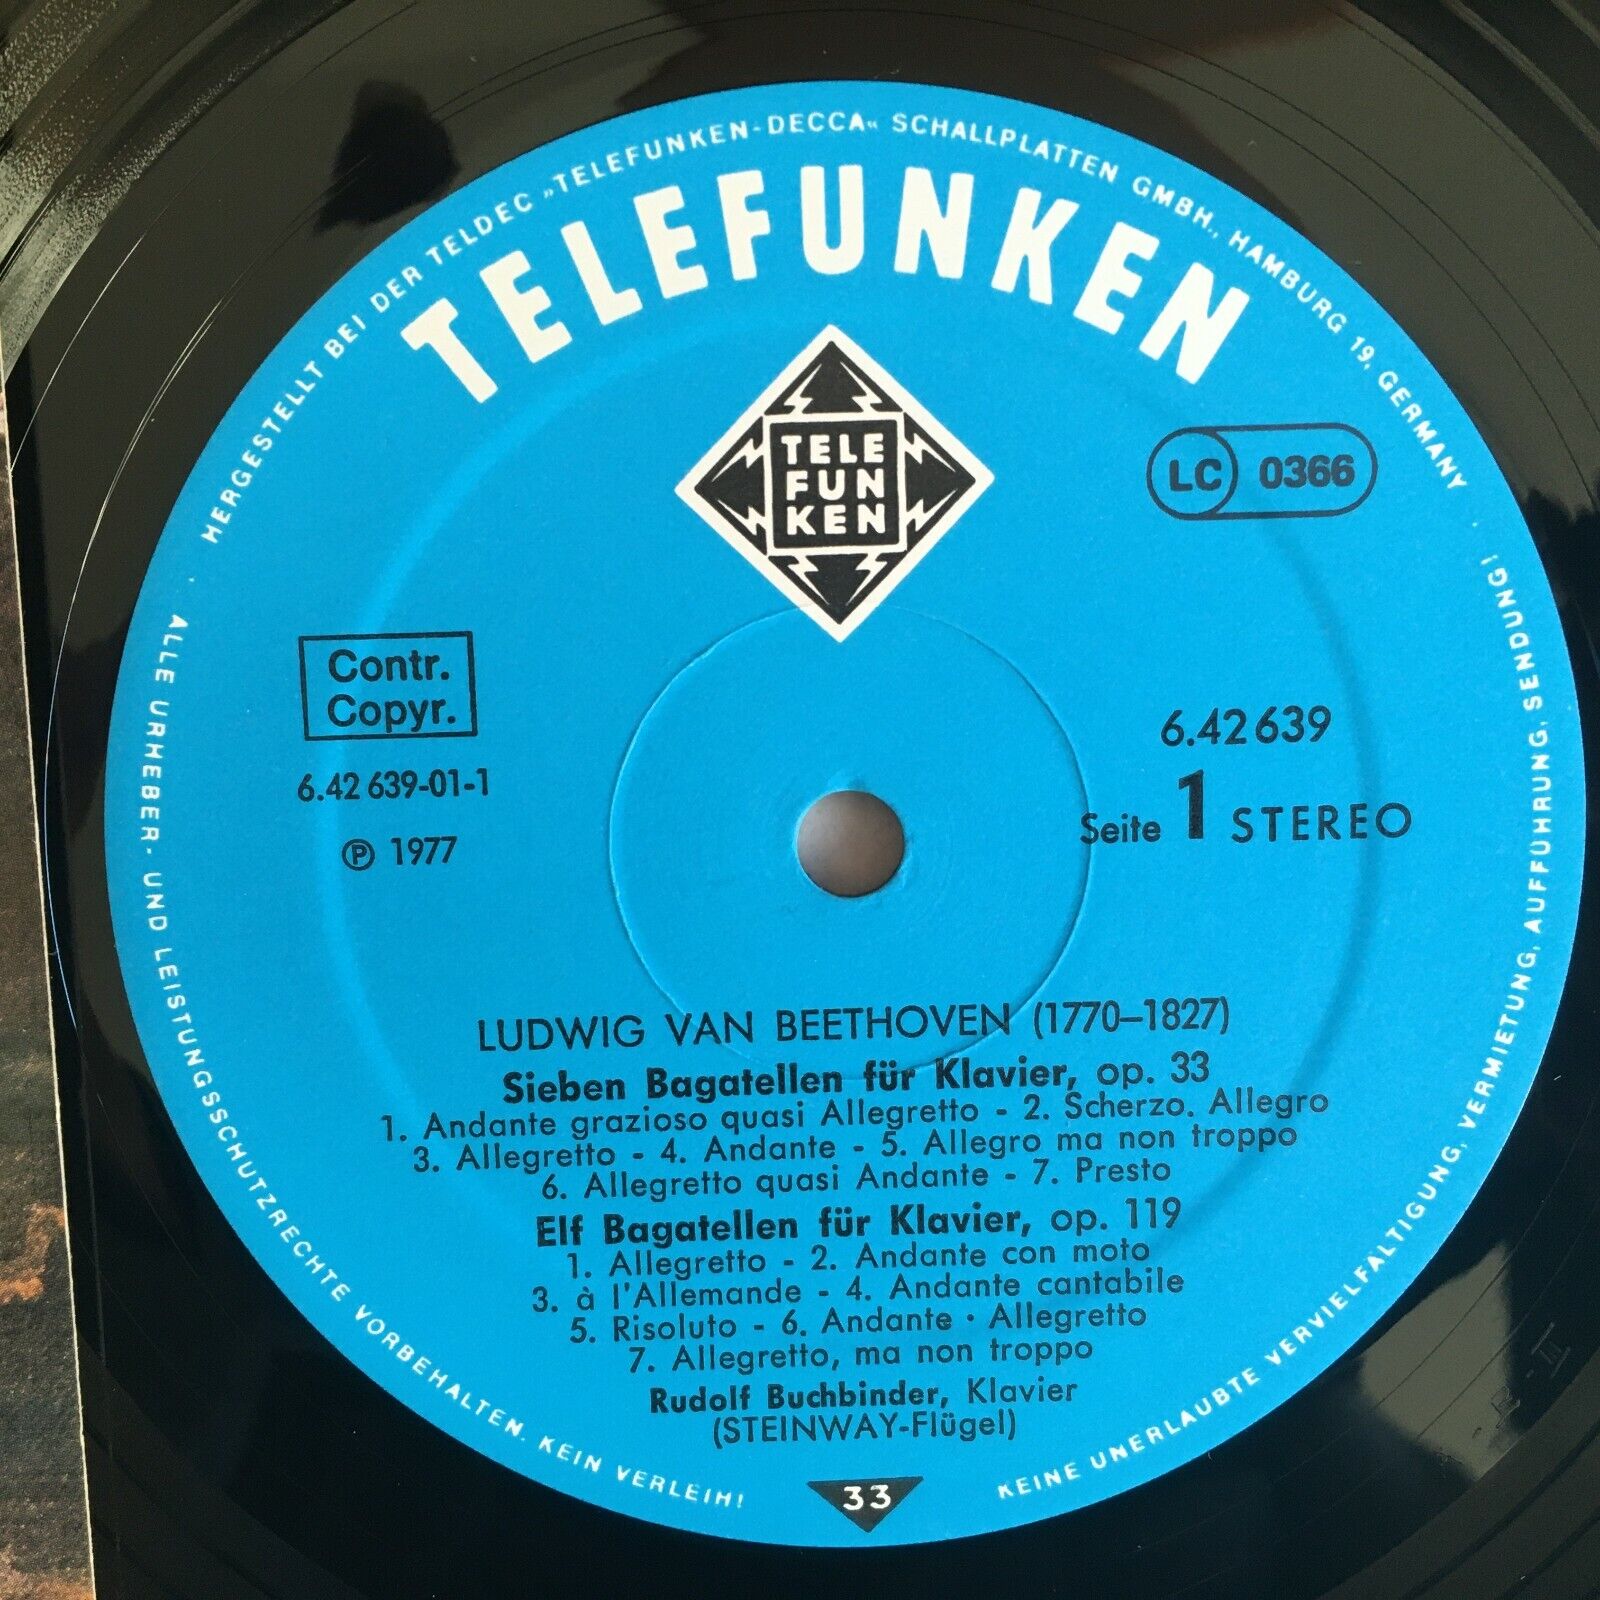 HERGESTELLT BEI DER TELDEC »TELEFUNKEN-DECCA« SCHALLPLATTEN GMBH., HAMBURG 19, GERMANY
TELEFUNKEN
TELE
FUN
KEN
LC 0366
Contr.
Copyr.
6.42 639-01-1
℗ 1977
6.42639
Seite 1 STEREO
LUDWIG VAN BEETHOVEN (1770–1827)
Sieben Bagatellen für Klavier, op. 33
1. Andante grazioso quasi Allegretto - 2. Scherzo. Allegro
3. Allegretto - 4. Andante - 5. Allegro ma non troppo
6. Allegretto quasi Andante - 7. Presto
Elf Bagatellen für Klavier, op. 119
1. Allegretto - 2. Andante con moto
3. à l'Allemande - 4. Andante cantabile
5. Risoluto - 6. Andante · Allegretto
7. Allegretto, ma non troppo
Rudolf Buchbinder, Klavier
(STEINWAY-Flügel)
33
ALLE URHEBER- UND LEISTUNGSSCHUTZRECHTE VORBEHALTEN. KEIN VERLEIH!
KEINE UNERLAUBTE VERVIELFÄLTIGUNG, VERMIETUNG, AUFFÜHRUNG, SENDUNG!